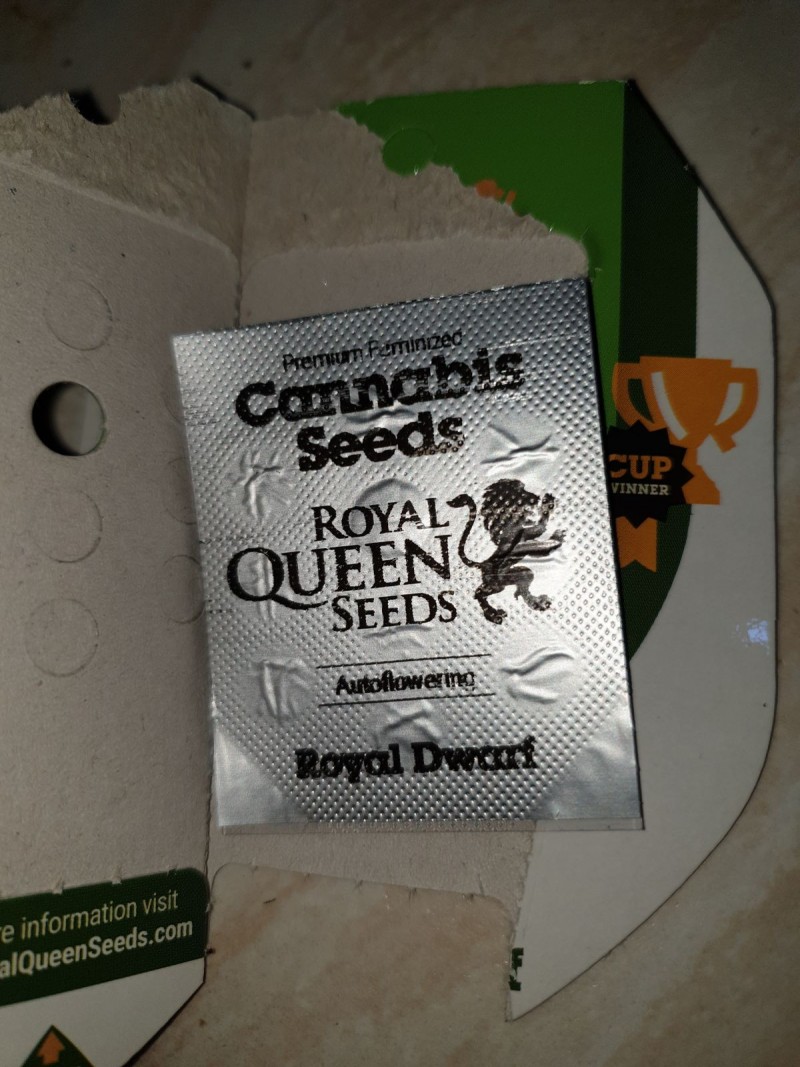 Premium Feminized
Cannabis
Seeds
ROYAL
QUEEN
SEEDS
Autoflowering
Royal Dwarf
CUP
WINNER
e information visit
alQueenSeeds.com